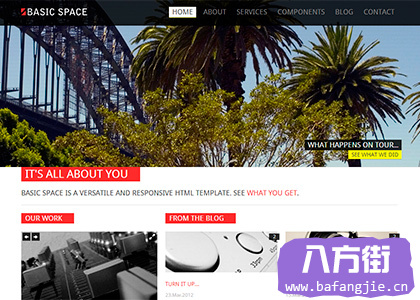 BASIC SPACE
HOME ABOUT SERVICES COMPONENTS BLOG CONTACT
WHAT HAPPENS ON TOUR...
SEE WHAT WE DID
IT'S ALL ABOUT YOU
BASIC SPACE IS A VERSATILE AND RESPONSIVE HTML TEMPLATE. SEE WHAT YOU GET.
OUR WORK
FROM THE BLOG
TURN IT UP...
23 Mar 2012
八方街
www.bafangjie.cn